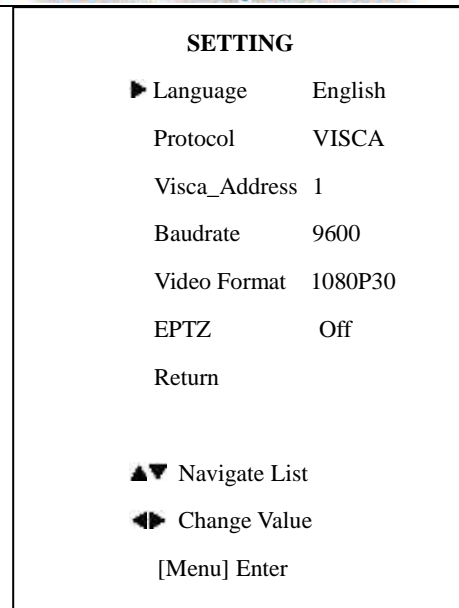 SETTING
Language English
Protocol VISCA
Visca_Address 1
Baudrate 9600
Video Format 1080P30
EPTZ Off
Return
Navigate List
Change Value
[Menu] Enter